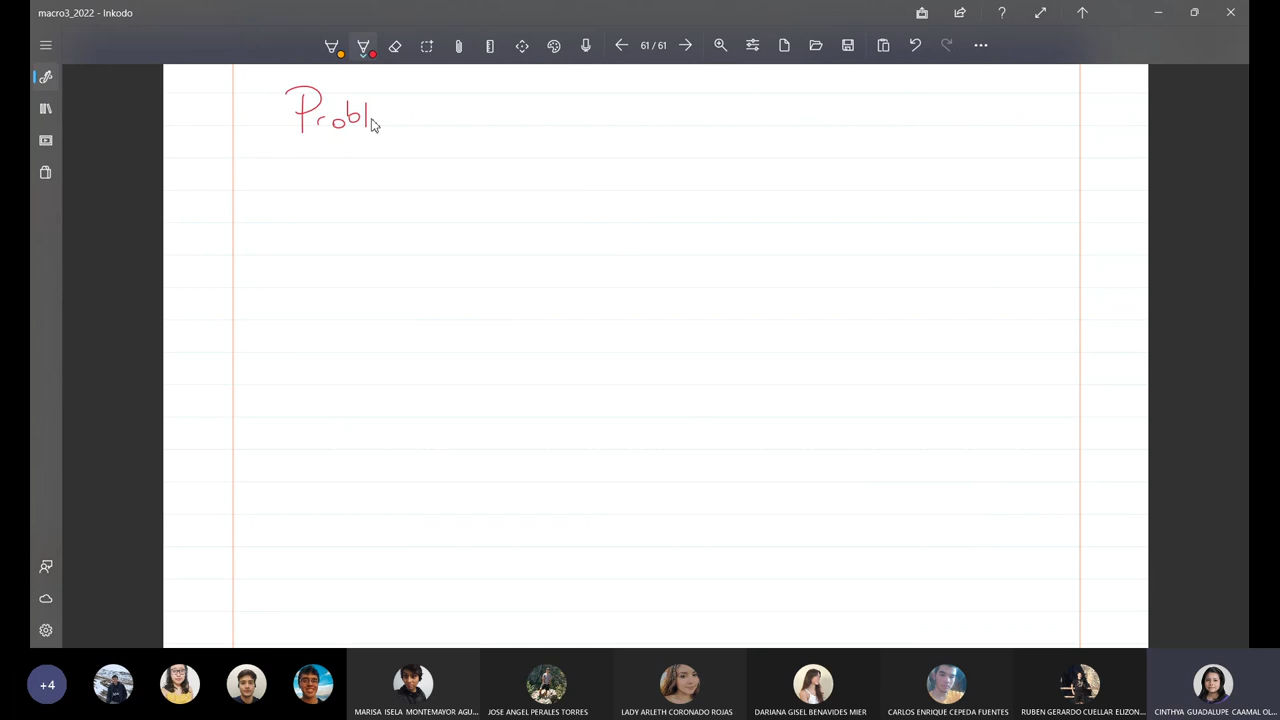 macro3_2022 - Inkodo
61 / 61
Probl
+4
MARISA ISELA MONTEMAYOR AGU...
JOSE ANGEL PERALES TORRES
LADY ARLETH CORONADO ROJAS
DARIANA GISEL BENAVIDES MIER
CARLOS ENRIQUE CEPEDA FUENTES
RUBEN GERARDO CUELLAR ELIZON...
CINTHYA GUADALUPE CAAMAL OL...